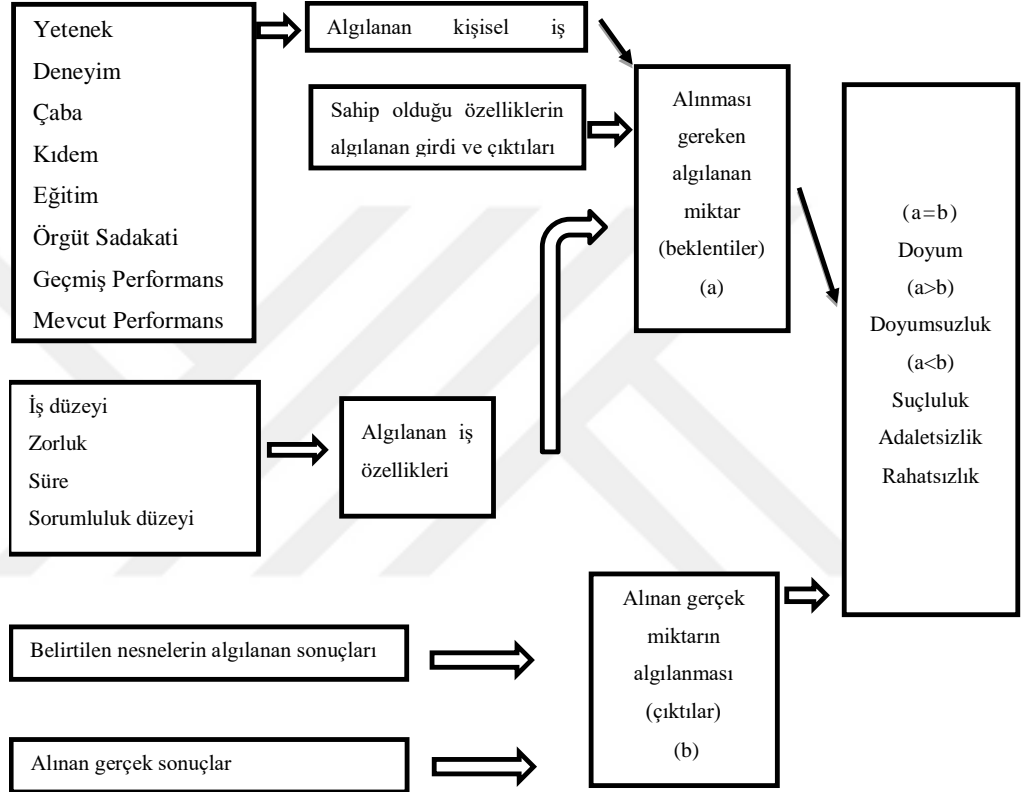 Yetenek
Deneyim
Çaba
Kıdem
Eğitim
Örgüt Sadakati
Geçmiş Performans
Mevcut Performans
Algılanan kişisel iş
Sahip olduğu özelliklerin
algılanan girdi ve çıktıları
Alınması
gereken
algılanan
miktar
(beklentiler)
(a)
(a=b)
Doyum
(a>b)
Doyumsuzluk
(a<b)
Suçluluk
Adaletsizlik
Rahatsızlık
İş düzeyi
Zorluk
Süre
Sorumluluk düzeyi
Algılanan iş
özellikleri
Belirtilen nesnelerin algılanan sonuçları
Alınan gerçek sonuçlar
Alınan gerçek
miktarın
algılanması
(çıktılar)
(b)